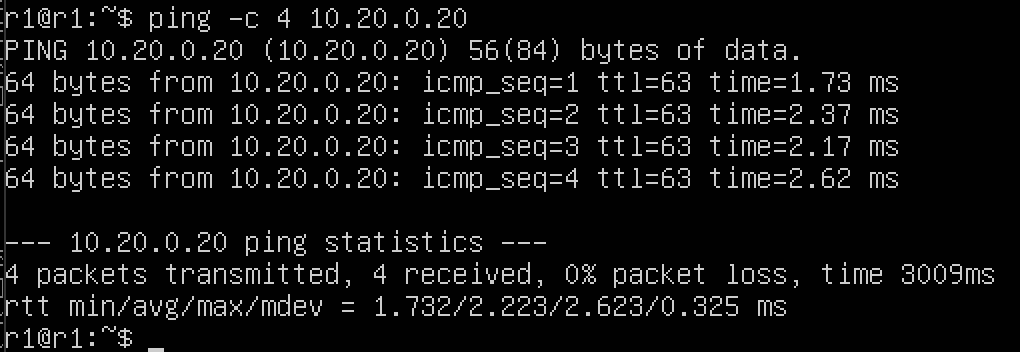 r1@r1:~$ ping -c 4 10.20.0.20
PING 10.20.0.20 (10.20.0.20) 56(84) bytes of data.
64 bytes from 10.20.0.20: icmp_seq=1 ttl=63 time=1.73 ms
64 bytes from 10.20.0.20: icmp_seq=2 ttl=63 time=2.37 ms
64 bytes from 10.20.0.20: icmp_seq=3 ttl=63 time=2.17 ms
64 bytes from 10.20.0.20: icmp_seq=4 ttl=63 time=2.62 ms
--- 10.20.0.20 ping statistics ---
4 packets transmitted, 4 received, 0% packet loss, time 3009ms
rtt min/avg/max/mdev = 1.732/2.223/2.623/0.325 ms
r1@r1:~$